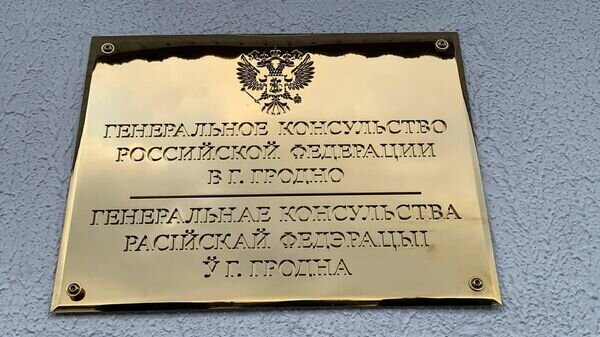 ГЕНЕРАЛЬНОЕ КОНСУЛЬСТВО
РОССИЙСКОЙ ФЕДЕРАЦИИ
В Г. ГРОДНО
ГЕНЕРАЛЬНАЕ КОНСУЛЬСТВА
РАСІЙСКАЙ ФЕДЭРАЦЫІ
Ў Г. ГРОДНА